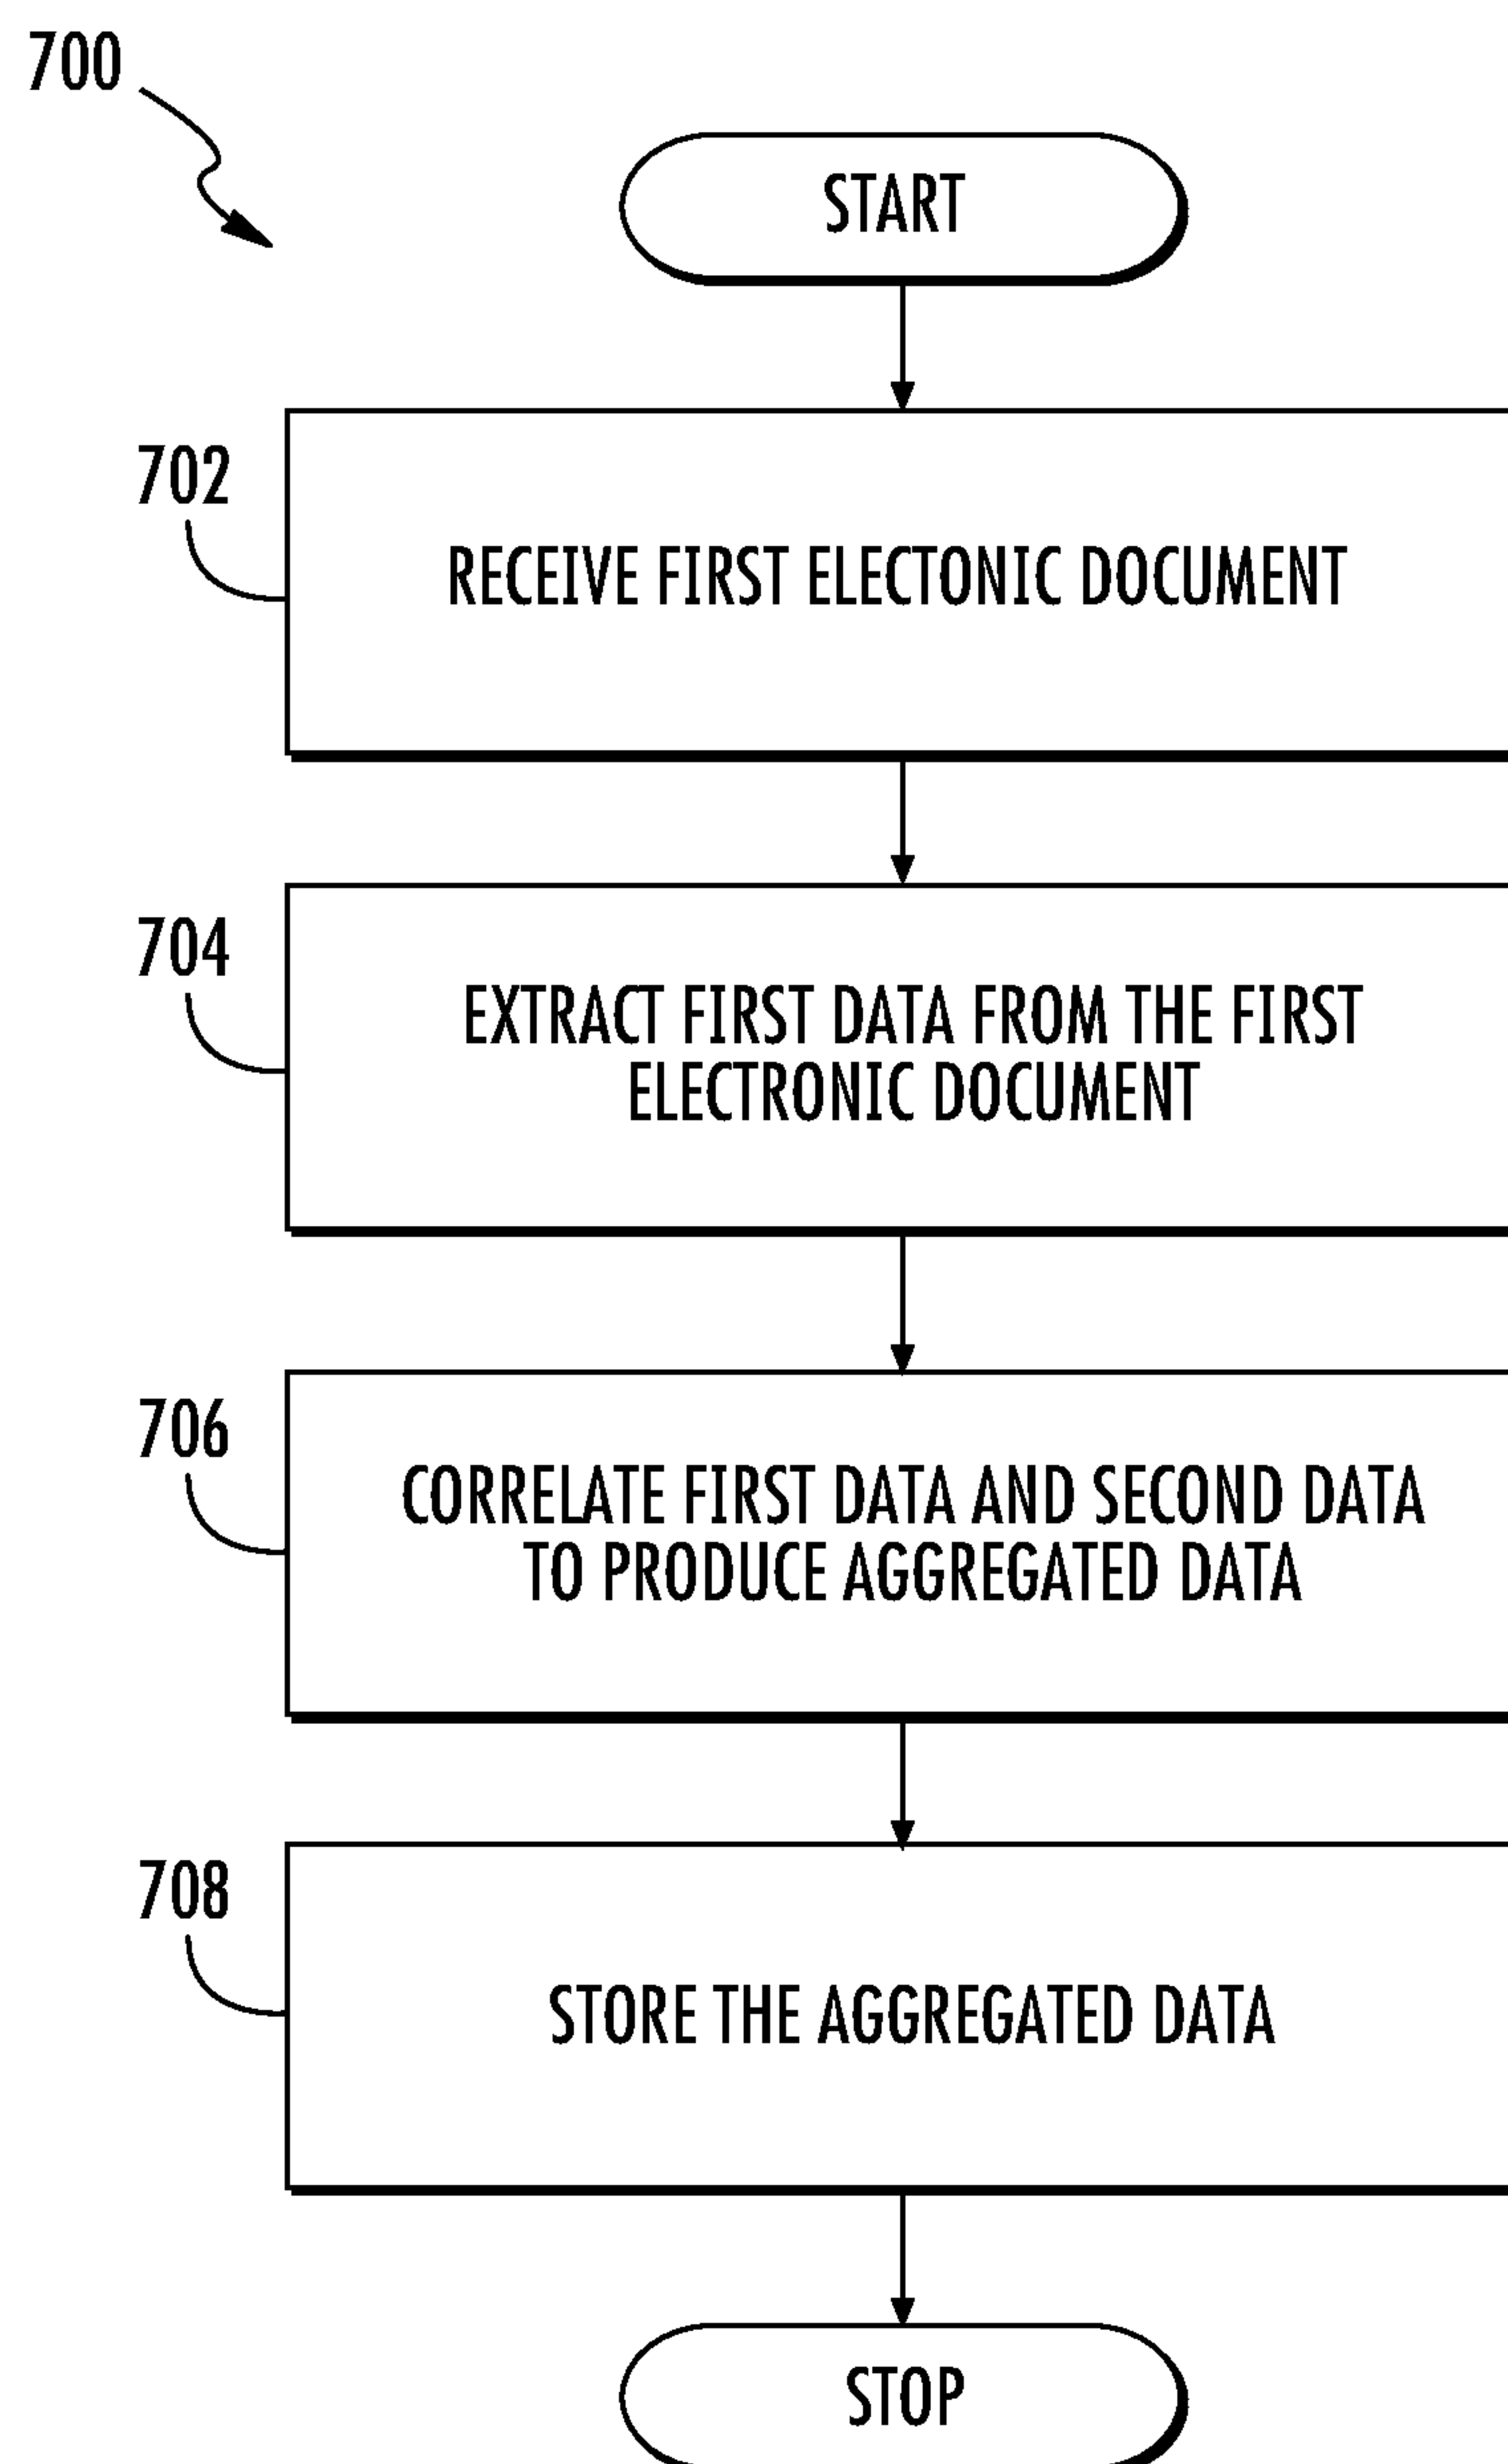 700
START
702
RECEIVE FIRST ELECTONIC DOCUMENT
704
EXTRACT FIRST DATA FROM THE FIRST
ELECTRONIC DOCUMENT
706
CORRELATE FIRST DATA AND SECOND DATA
TO PRODUCE AGGREGATED DATA
708
STORE THE AGGREGATED DATA
STOP